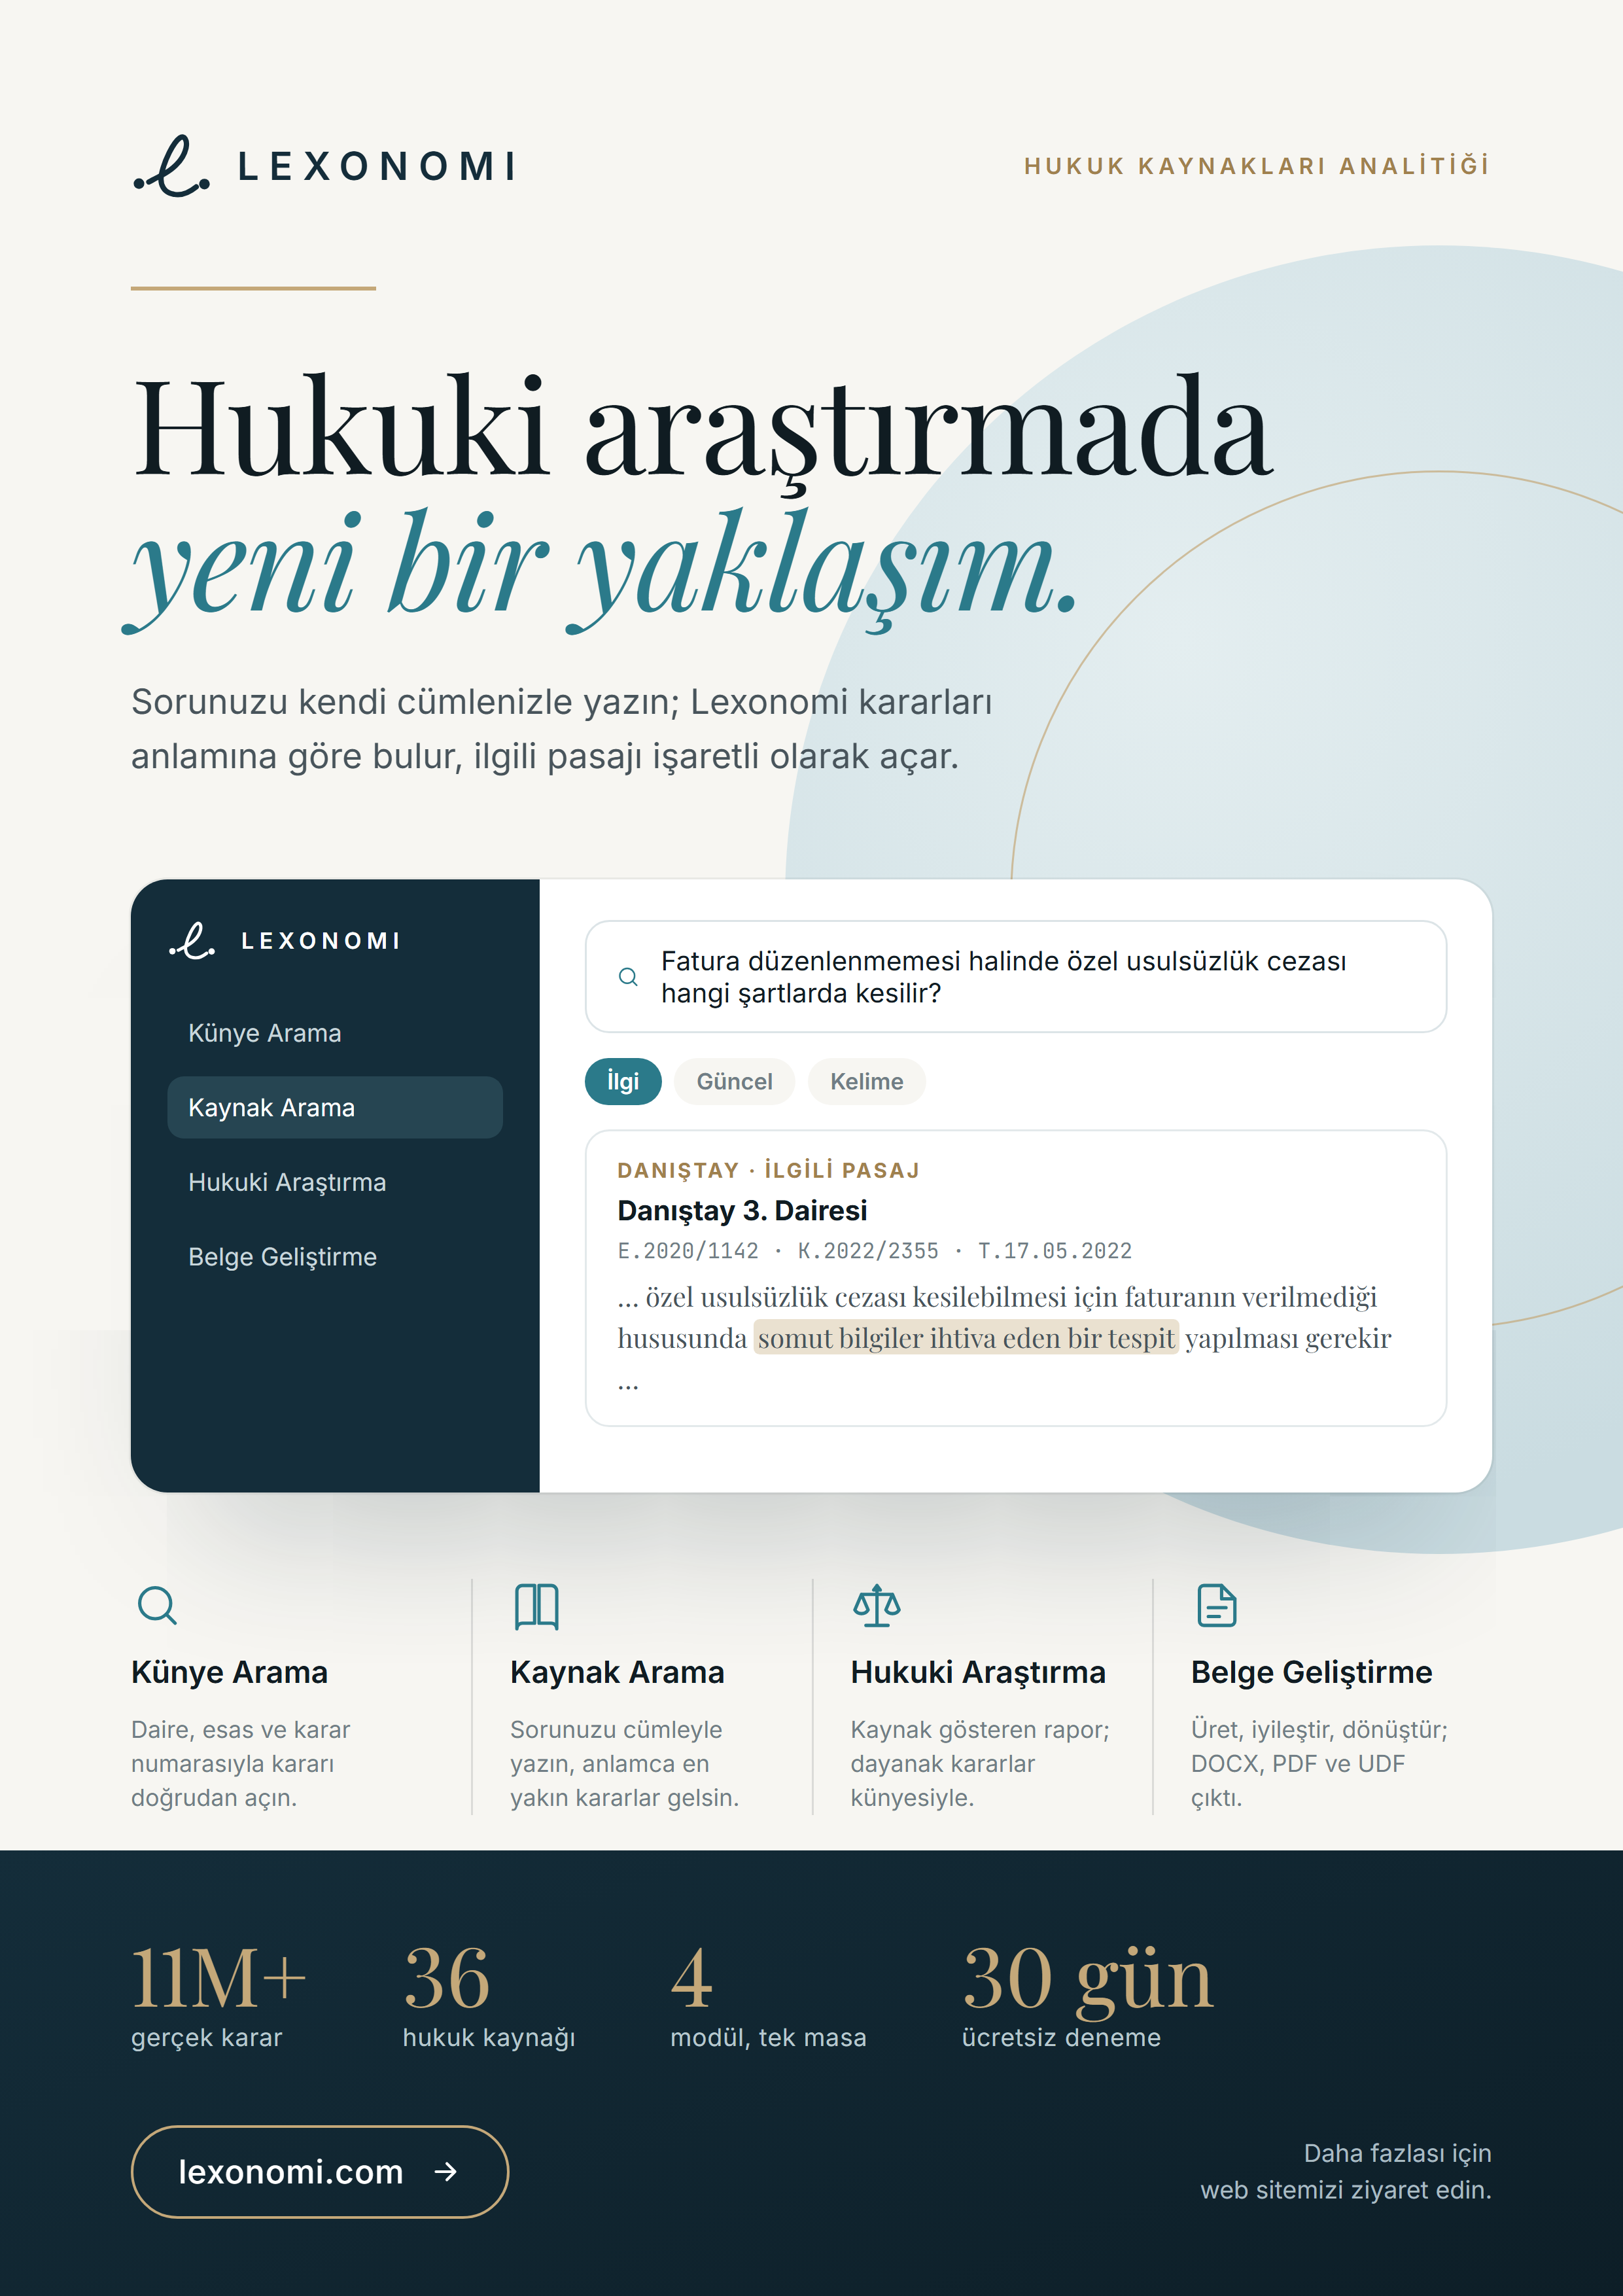 LEXONOMI
HUKUK KAYNAKLARI ANALİTİĞİ
Hukuki araştırmada
yeni bir yaklaşım.
Sorunuzu kendi cümlenizle yazın; Lexonomi kararları
anlamına göre bulur, ilgili pasajı işaretli olarak açar.
LEXONOMI
Künye Arama
Kaynak Arama
Hukuki Araştırma
Belge Geliştirme
Fatura düzenlenmemesi halinde özel usulsüzlük cezası
hangi şartlarda kesilir?
İlgi
Güncel
Kelime
DANIŞTAY · İLGİLİ PASAJ
Danıştay 3. Dairesi
E.2020/1142 · K.2022/2355 · T.17.05.2022
… özel usulsüzlük cezası kesilebilmesi için faturanın verilmediği
hususunda somut bilgiler ihtiva eden bir tespit yapılması gerekir
…
Künye Arama
Daire, esas ve karar
numarasıyla kararı
doğrudan açın.
Kaynak Arama
Sorunuzu cümleyle
yazın, anlamca en
yakın kararlar gelsin.
Hukuki Araştırma
Kaynak gösteren rapor;
dayanak kararlar
künyesiyle.
Belge Geliştirme
Üret, iyileştir, dönüştür;
DOCX, PDF ve UDF
çıktı.
11M+
gerçek karar
36
hukuk kaynağı
4
modül, tek masa
30 gün
ücretsiz deneme
lexonomi.com →
Daha fazlası için
web sitemizi ziyaret edin.